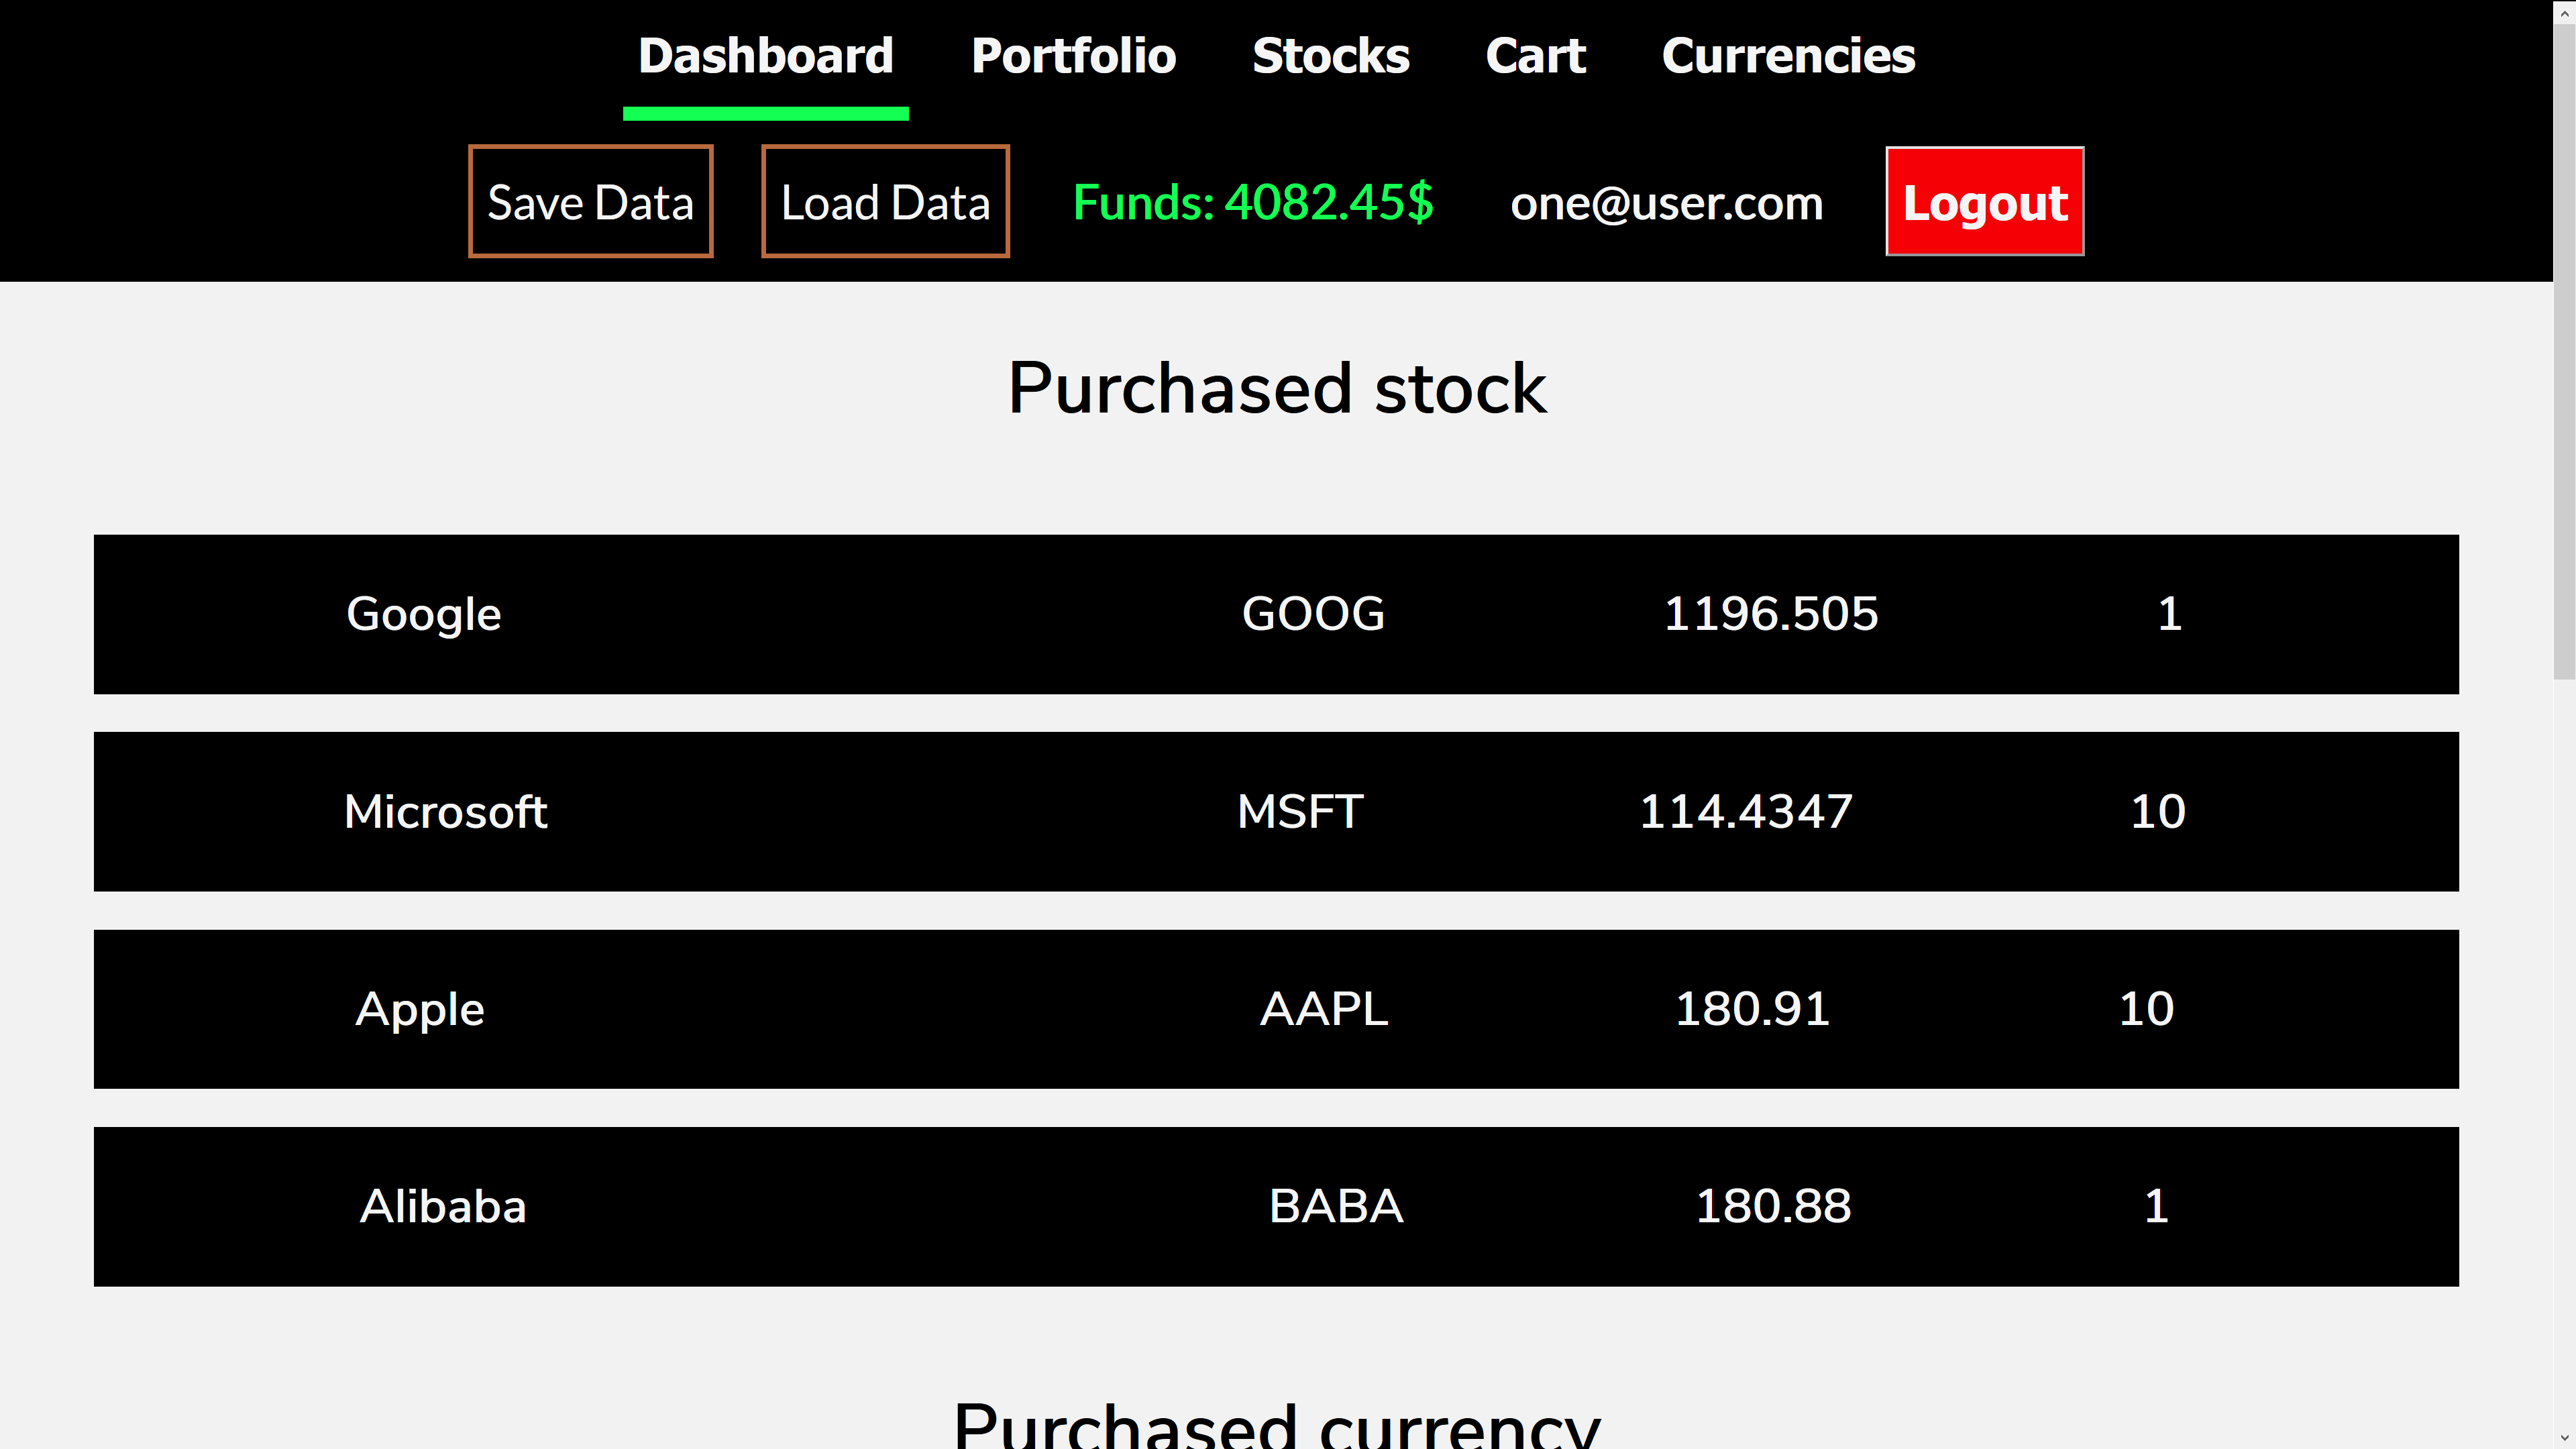 Dashboard Portfolio Stocks Cart Currencies
Save Data Load Data Funds: 4082.45$ one@user.com Logout
Purchased stock
Google GOOG 1196.505 1
Microsoft MSFT 114.4347 10
Apple AAPL 180.91 10
Alibaba BABA 180.88 1
Purchased currency